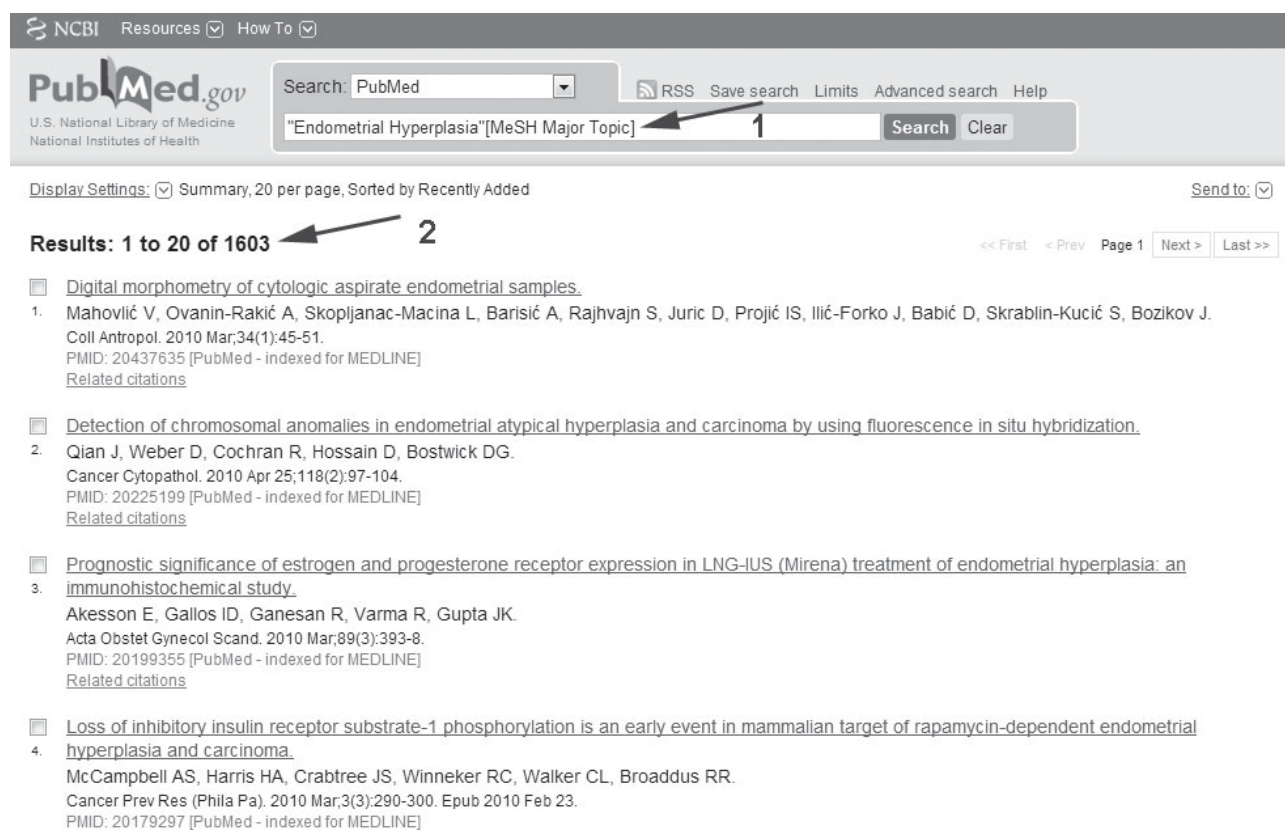 NCBI Resources How To
PubMed.gov
U.S. National Library of Medicine
National Institutes of Health
Search: PubMed
RSS Save search Limits Advanced search Help
"Endometrial Hyperplasia"[MeSH Major Topic]
1
Search Clear
Display Settings: Summary, 20 per page, Sorted by Recently Added
Send to:
Results: 1 to 20 of 1603
2
<< First < Prev Page 1 Next > Last >>
Digital morphometry of cytologic aspirate endometrial samples.
1. Mahovlić V, Ovanin-Rakić A, Skopljanac-Macina L, Barisić A, Rajhvajn S, Juric D, Projić IS, Ilić-Forko J, Babić D, Skrablin-Kucić S, Bozikov J.
Coll Antropol. 2010 Mar;34(1):45-51.
PMID: 20437635 [PubMed - indexed for MEDLINE]
Related citations
Detection of chromosomal anomalies in endometrial atypical hyperplasia and carcinoma by using fluorescence in situ hybridization.
2. Qian J, Weber D, Cochran R, Hossain D, Bostwick DG.
Cancer Cytopathol. 2010 Apr 25;118(2):97-104.
PMID: 20225199 [PubMed - indexed for MEDLINE]
Related citations
Prognostic significance of estrogen and progesterone receptor expression in LNG-IUS (Mirena) treatment of endometrial hyperplasia: an
3. immunohistochemical study.
Akesson E, Gallos ID, Ganesan R, Varma R, Gupta JK.
Acta Obstet Gynecol Scand. 2010 Mar;89(3):393-8.
PMID: 20199355 [PubMed - indexed for MEDLINE]
Related citations
Loss of inhibitory insulin receptor substrate-1 phosphorylation is an early event in mammalian target of rapamycin-dependent endometrial
4. hyperplasia and carcinoma.
McCampbell AS, Harris HA, Crabtree JS, Winneker RC, Walker CL, Broaddus RR.
Cancer Prev Res (Phila Pa). 2010 Mar;3(3):290-300. Epub 2010 Feb 23.
PMID: 20179297 [PubMed - indexed for MEDLINE]